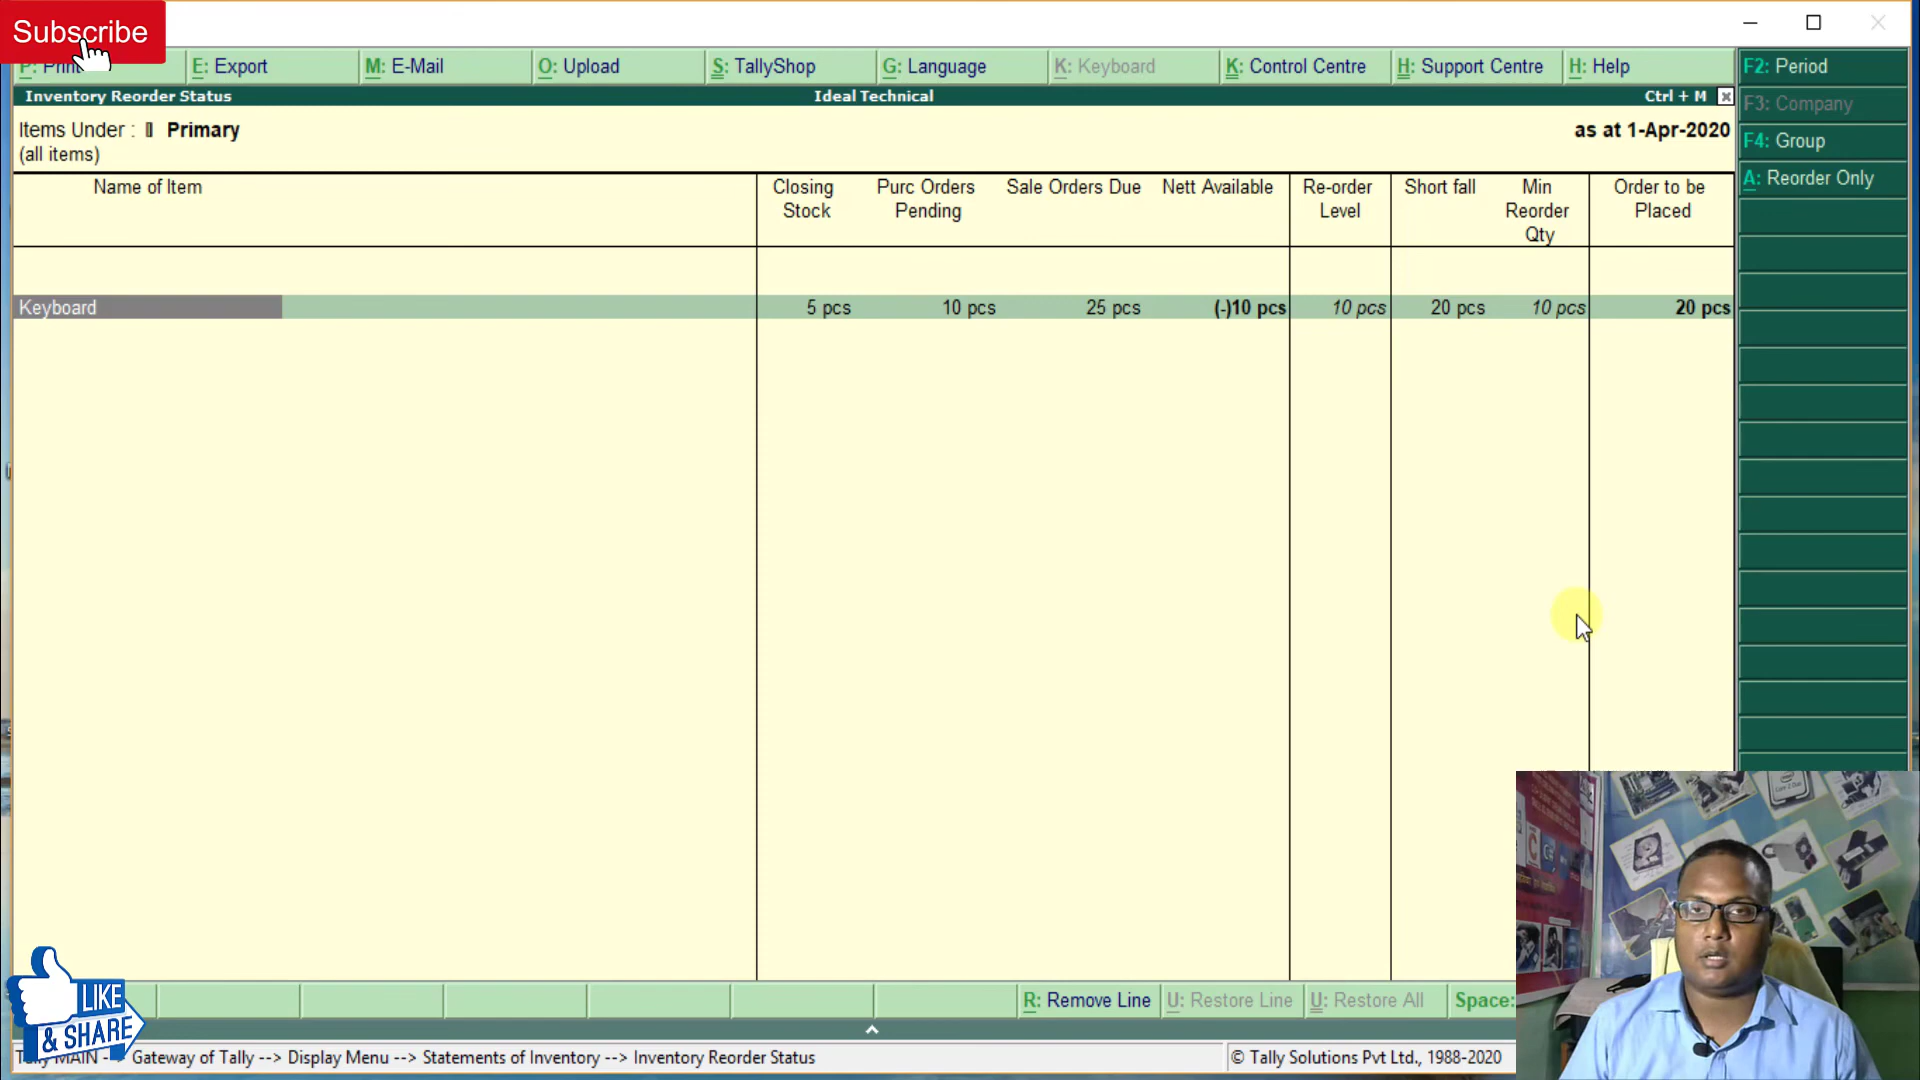 Subscribe
P: Print
E: Export
M: E-Mail
O: Upload
S: TallyShop
G: Language
K: Keyboard
K: Control Centre
H: Support Centre
H: Help
F2: Period
F3: Company
F4: Group
A: Reorder Only
Inventory Reorder Status
Ideal Technical
Ctrl + M
Items Under : Primary
(all items)
as at 1-Apr-2020
Name of Item
Closing
Stock
Purc Orders
Pending
Sale Orders Due
Nett Available
Re-order
Level
Short fall
Min
Reorder
Qty
Order to be
Placed
Keyboard 5 pcs 10 pcs 25 pcs (-)10 pcs 10 pcs 20 pcs 10 pcs 20 pcs
R: Remove Line
U: Restore Line
U: Restore All
Space:
LIKE
& SHARE
Tally MAIN --> Gateway of Tally --> Display Menu --> Statements of Inventory --> Inventory Reorder Status
© Tally Solutions Pvt Ltd., 1988-2020